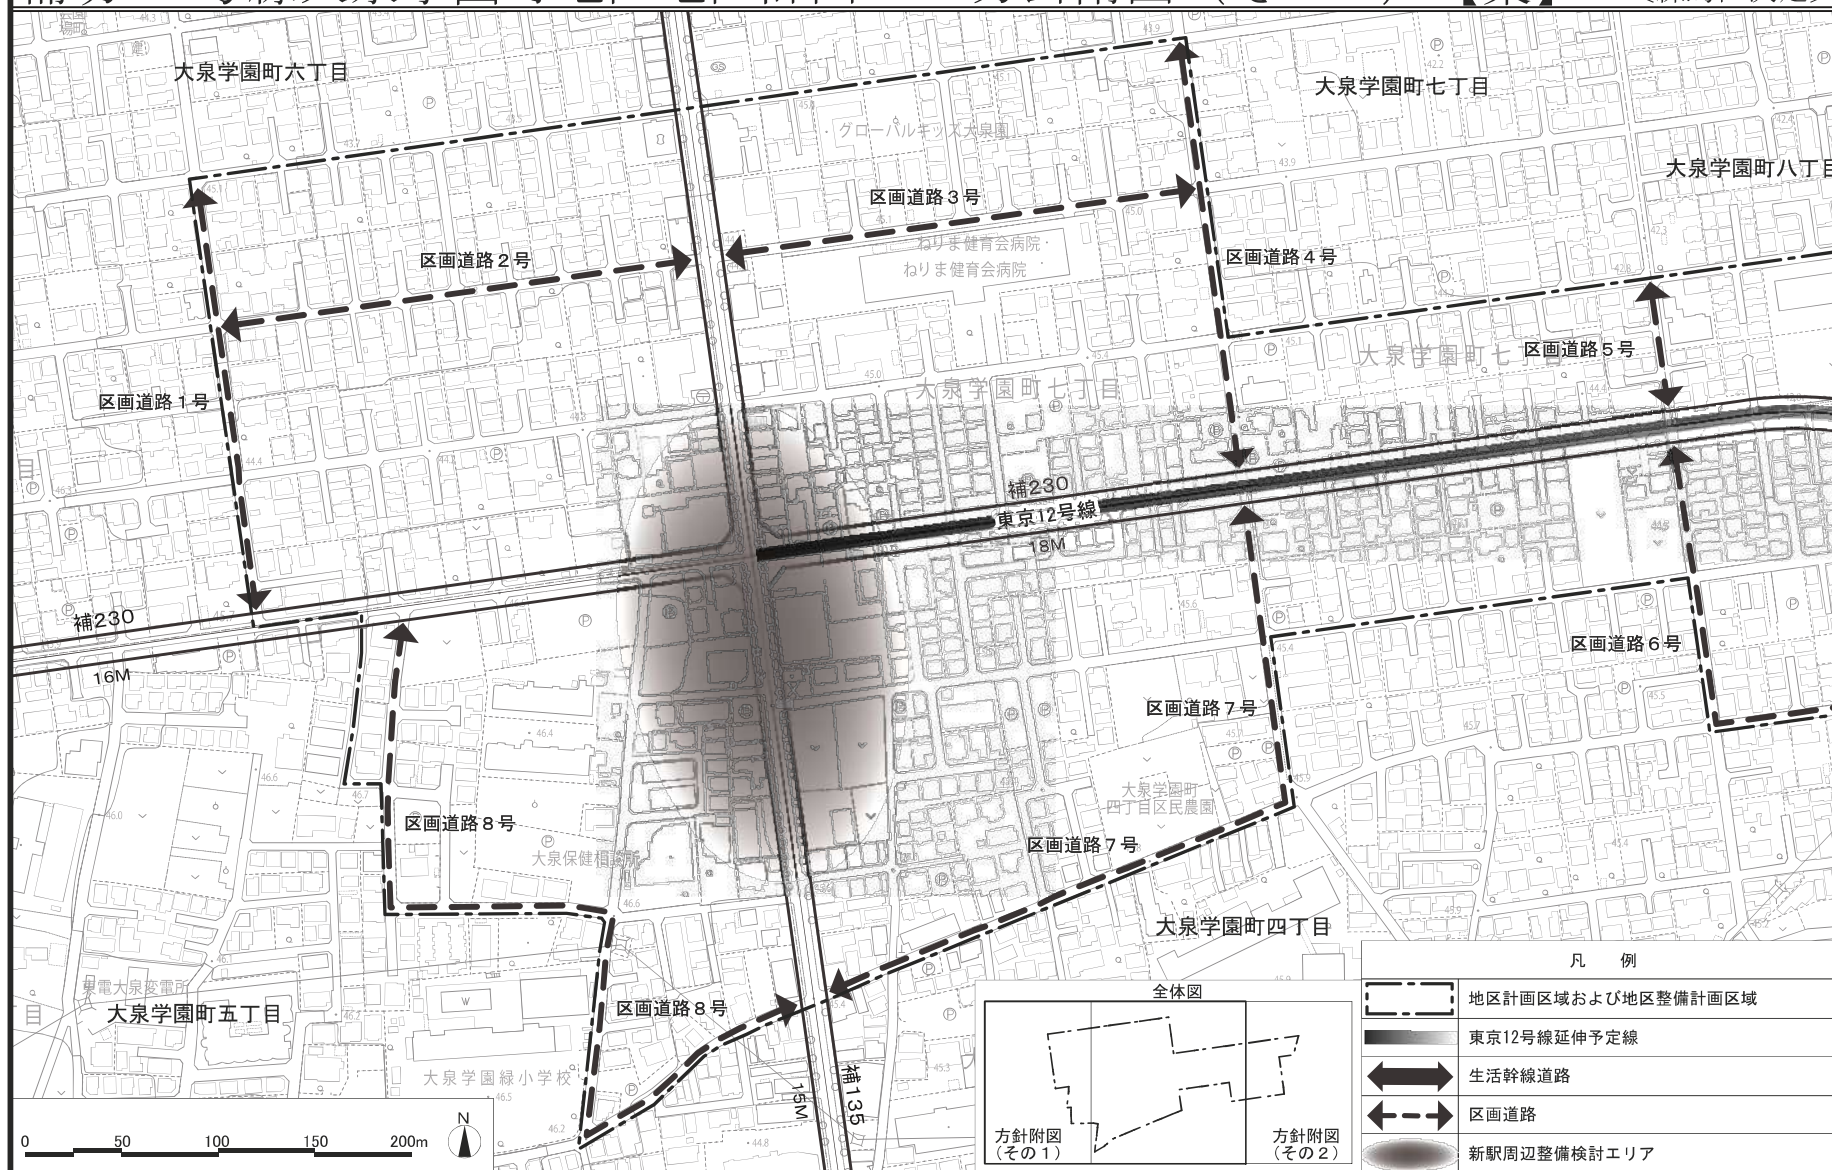 大泉学園町六丁目
大泉学園町七丁目
大泉学園町八丁目
グローバルキッズ大泉園
区画道路3号
区画道路2号
ねりま健育会病院
ねりま健育会病院
区画道路4号
区画道路5号
大泉学園町七丁目
大泉学園町七丁目
区画道路1号
補230
東京12号線
18M
補230
16M
区画道路6号
区画道路7号
大泉学園町
四丁目区民農園
区画道路8号
大泉保健相談所
区画道路7号
大泉学園町四丁目
東電大泉変電所
大泉学園町五丁目
区画道路8号
大泉学園緑小学校
15M
補135
0 50 100 150 200m
N
全体図
方針附図
(その1)
方針附図
(その2)
凡 例
地区計画区域および地区整備計画区域
東京12号線延伸予定線
生活幹線道路
区画道路
新駅周辺整備検討エリア